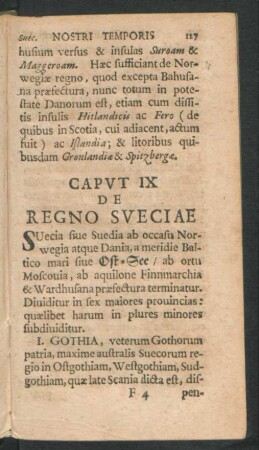 Suec. NOSTRI TEMPORIS 127
husium versus & insulas Suroam &
Maggeroam. Hæc sufficiant de Nor-
wegiæ regno, quod excepta Bahusa-
na præfectura, nunc totum in pote-
state Danorum est, etiam cum dissi-
tis insulis Hitlandicis ac Fero (de
quibus in Scotia, cui adjacent, actum
fuit) ac Islandia; & litoribus qui-
busdam Gronlandiæ & Spitzbergæ.
CAPVT IX
DE
REGNO SVECIAE
SUecia siue Suedia ab occasu Nor-
wegia atque Dania, a meridie Bal-
tico mari siue Ost-See / ab ortu
Moscouia, ab aquilone Finnmarchia
& Wardhusana præfectura terminatur.
Diuiditur in sex maiores prouincias:
quælibet harum in plures minores
subdiuiditur.
I. GOTHIA, veterum Gothorum
patria, maxime australis Suecorum re-
gio in Ostgothiam, Westgothiam, Sud-
gothiam, quæ late Scania dicta est, dis-
F 4 pen-